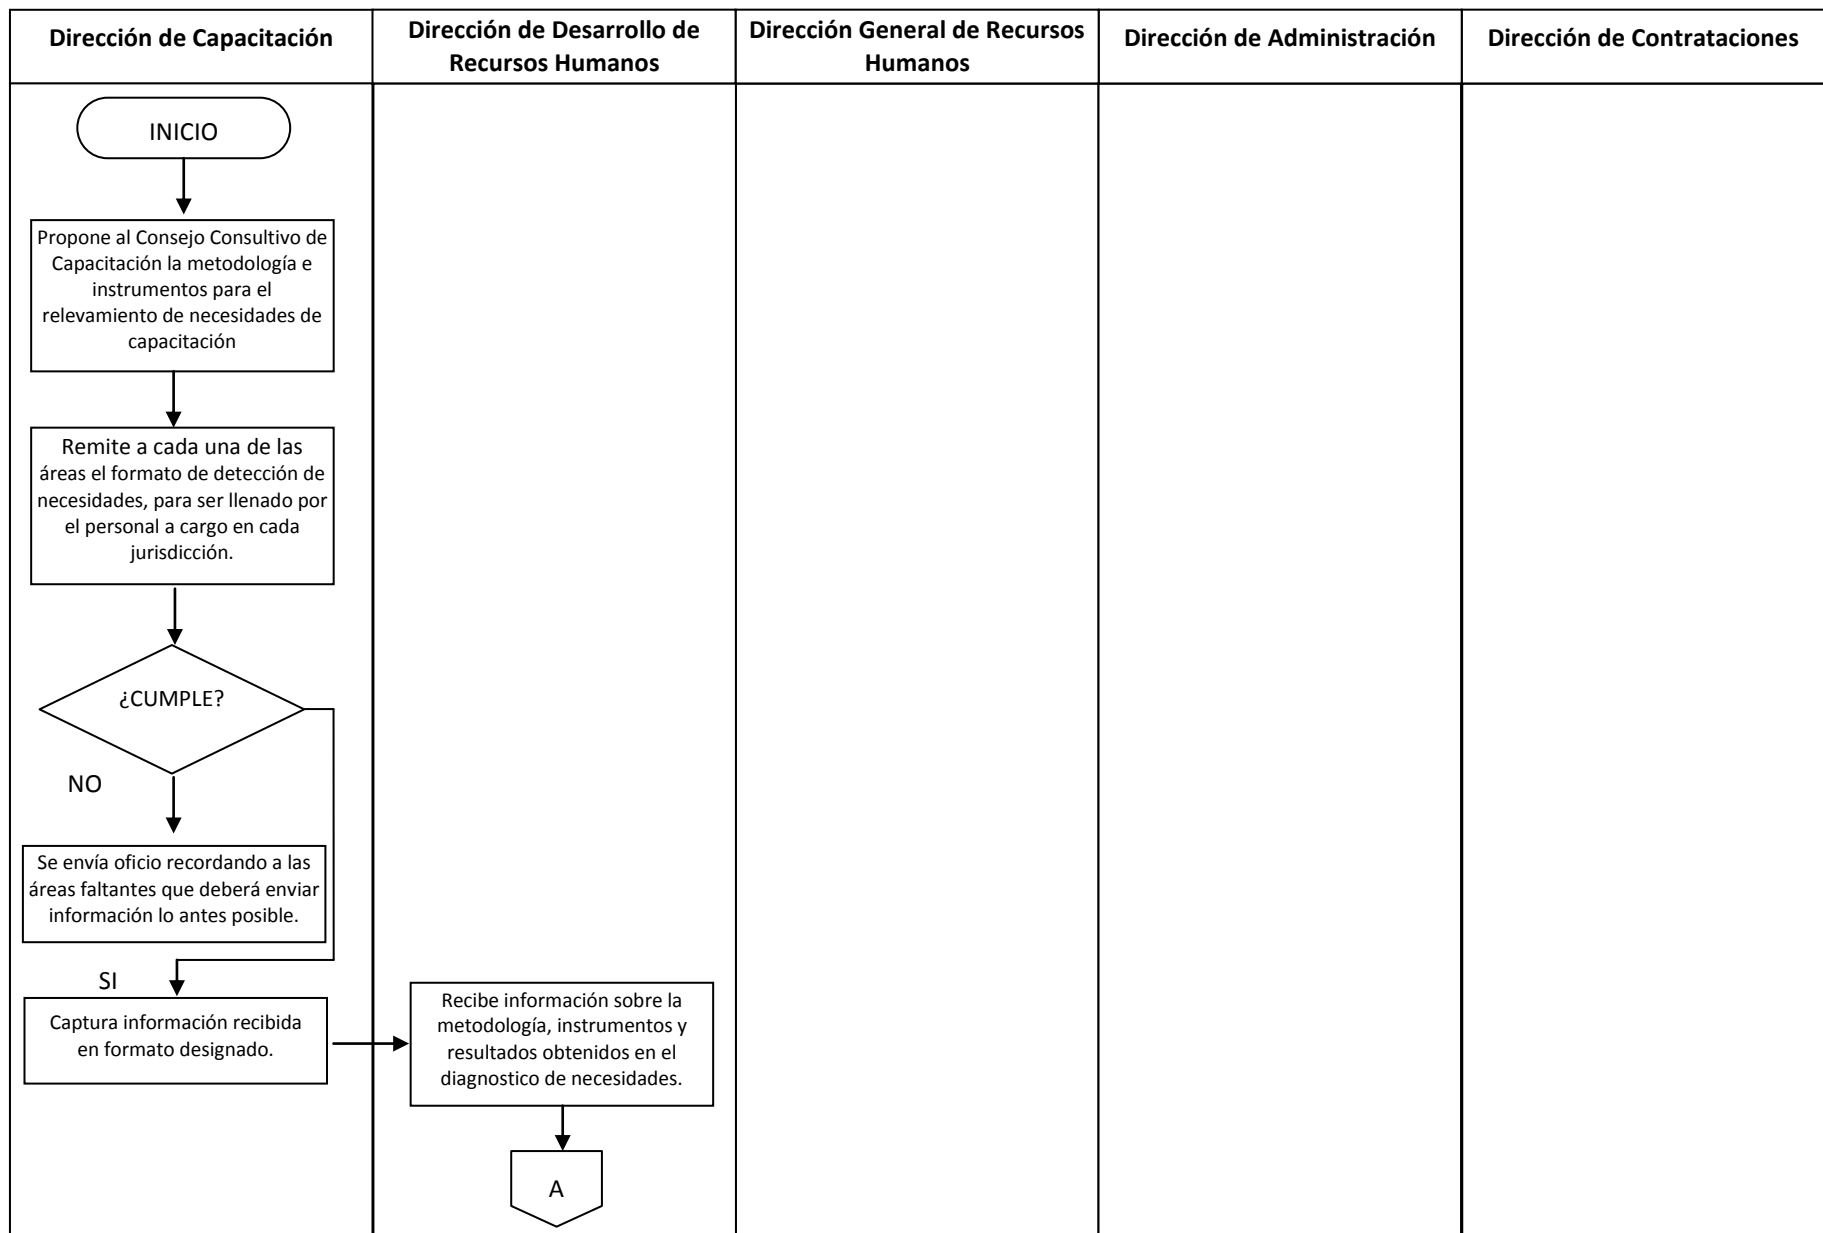 Dirección de Capacitación
Dirección de Desarrollo de
Recursos Humanos
Dirección General de Recursos
Humanos
Dirección de Administración
Dirección de Contrataciones
INICIO
Propone al Consejo Consultivo de
Capacitación la metodología e
instrumentos para el
relevamiento de necesidades de
capacitación
Remite a cada una de las
áreas el formato de detección de
necesidades, para ser llenado por
el personal a cargo en cada
jurisdicción.
¿CUMPLE?
NO
Se envía oficio recordando a las
áreas faltantes que deberá enviar
información lo antes posible.
SI
Captura información recibida
en formato designado.
Recibe información sobre la
metodología, instrumentos y
resultados obtenidos en el
diagnostico de necesidades.
A